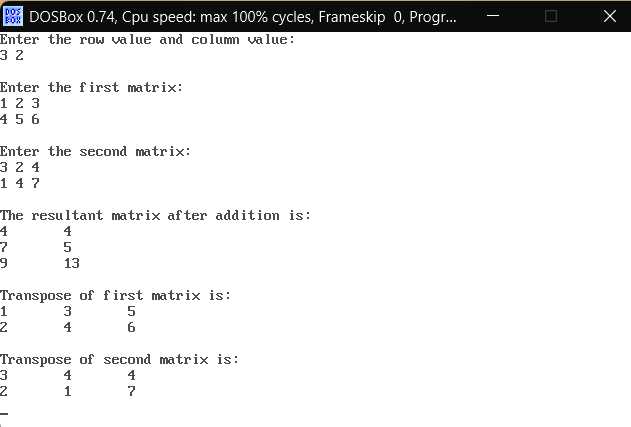 DOS
BOX
DOSBox 0.74, Cpu speed: max 100% cycles, Frameskip 0, Progr...
Enter the row value and column value:
3 2
Enter the first matrix:
1 2 3
4 5 6
Enter the second matrix:
3 2 4
1 4 7
The resultant matrix after addition is:
4 4
7 5
9 13
Transpose of first matrix is:
1 3 5
2 4 6
Transpose of second matrix is:
3 4 4
2 1 7